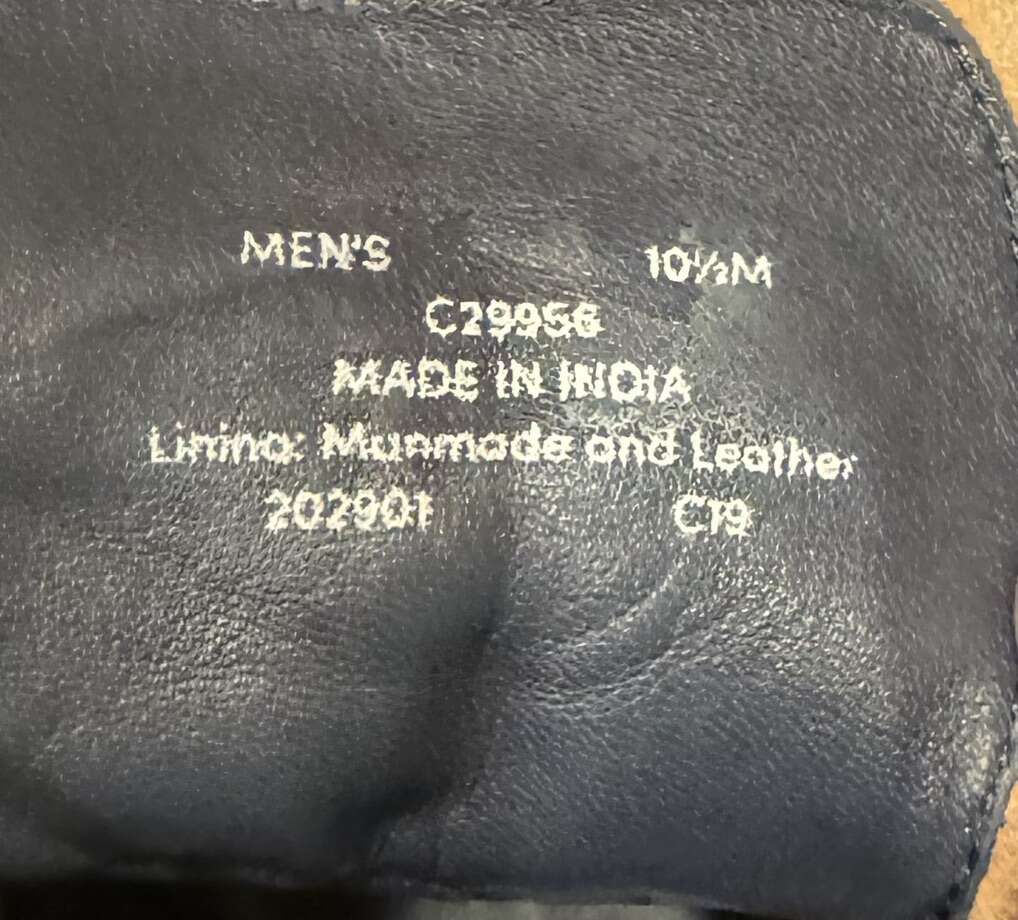 MEN'S 10½M
C29956
MADE IN INDIA
Lining: Manmade and Leather
202901 C19